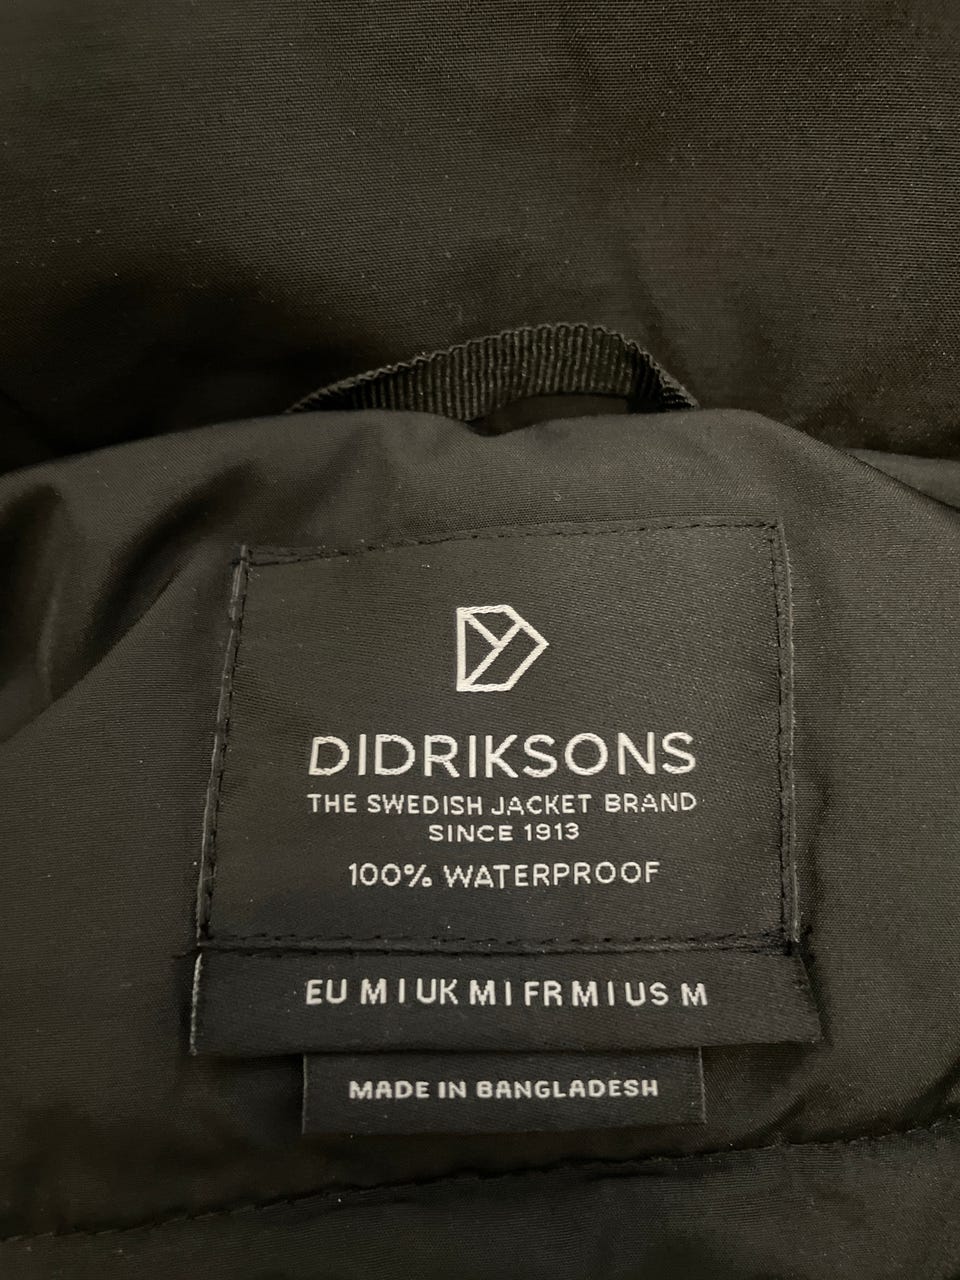 DIDRIKSONS
THE SWEDISH JACKET BRAND
SINCE 1913
100% WATERPROOF
EU M | UK M | FR M | US M
MADE IN BANGLADESH